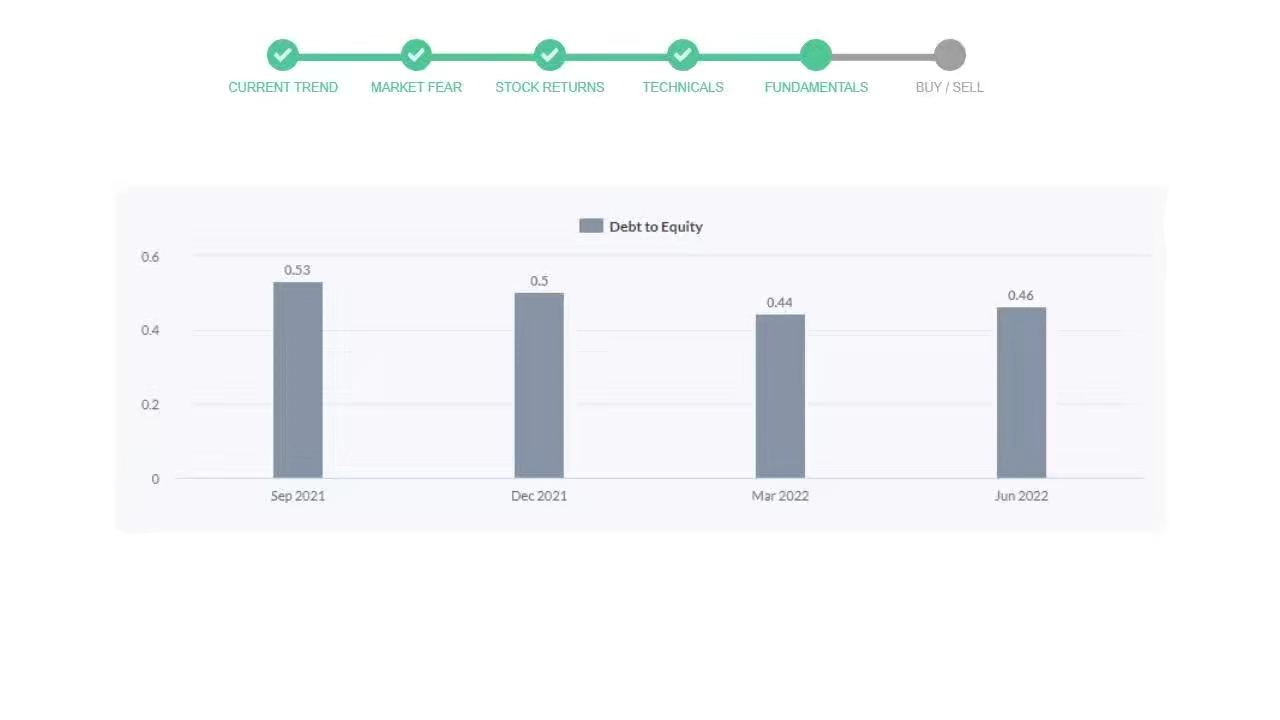 CURRENT TREND MARKET FEAR STOCK RETURNS TECHNICALS FUNDAMENTALS BUY / SELL
Debt to Equity
0.6
0.53
0.5
0.44
0.46
0.4
0.2
0
Sep 2021 Dec 2021 Mar 2022 Jun 2022